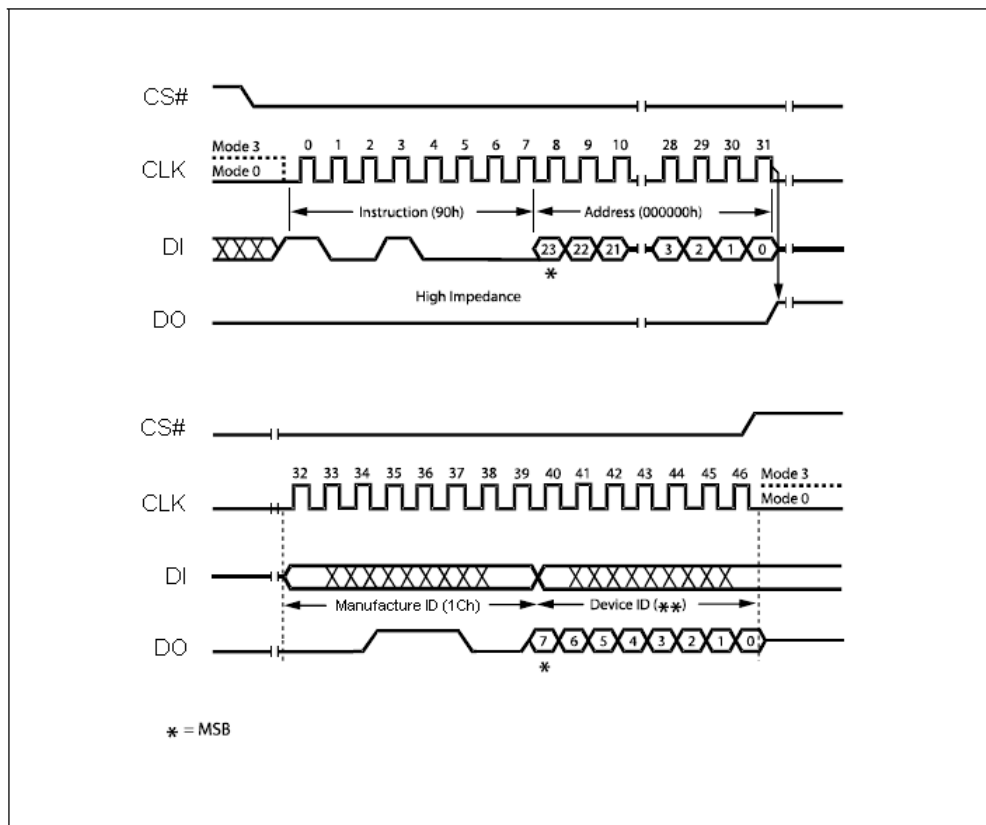 CS#
Mode 3
0 1 2 3 4 5 6 7 8 9 10 28 29 30 31
CLK
Mode 0
Instruction (90h)
Address (000000h)
DI
23 22 21 3 2 1 0
*
High Impedance
DO
CS#
32 33 34 35 36 37 38 39 40 41 42 43 44 45 46
Mode 3
CLK
Mode 0
DI
Manufacture ID (1Ch)
Device ID (**)
DO
7 6 5 4 3 2 1 0
*
* = MSB